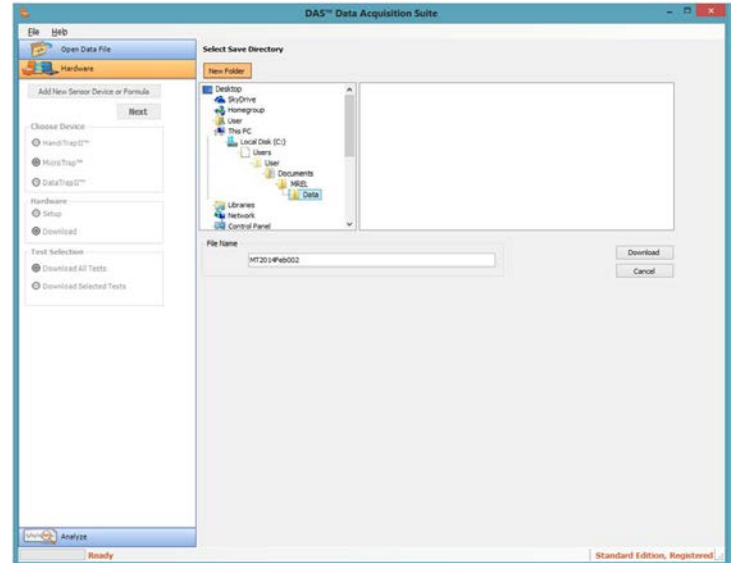 DAS™ Data Acquisition Suite
File Help
Open Data File
Hardware
Add New Sensor Device or Formula
Next
Choose Device
HandiTrapII™
MicroTrap™
DataTrapII™
Hardware
Setup
Download
Test Selection
Download All Tests
Download Selected Tests
Select Save Directory
New Folder
Desktop
SkyDrive
Homegroup
User
This PC
Local Disk (C:)
Users
User
Documents
MREL
Data
Libraries
Network
Control Panel
File Name
MT2014Feb002
Download
Cancel
Analyze
Ready
Standard Edition, Registered